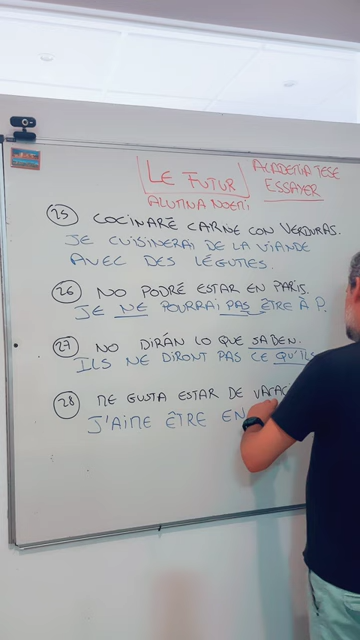 LE FUTUR
ACADEMIA JESE
ESSAYER
ALUMNA NOEMI
25 COCINARÉ CARNE CON VERDURAS.
JE CUISINERAI DE LA VIANDE
AVEC DES LÉGUMES.
26 NO PODRÉ ESTAR EN PARÍS.
JE NE POURRAI PAS ÊTRE À P.
27 NO DIRÁN LO QUE SABEN.
ILS NE DIRONT PAS CE QU'ILS
28 ME GUSTA ESTAR DE VACA
J'AIME ÊTRE EN